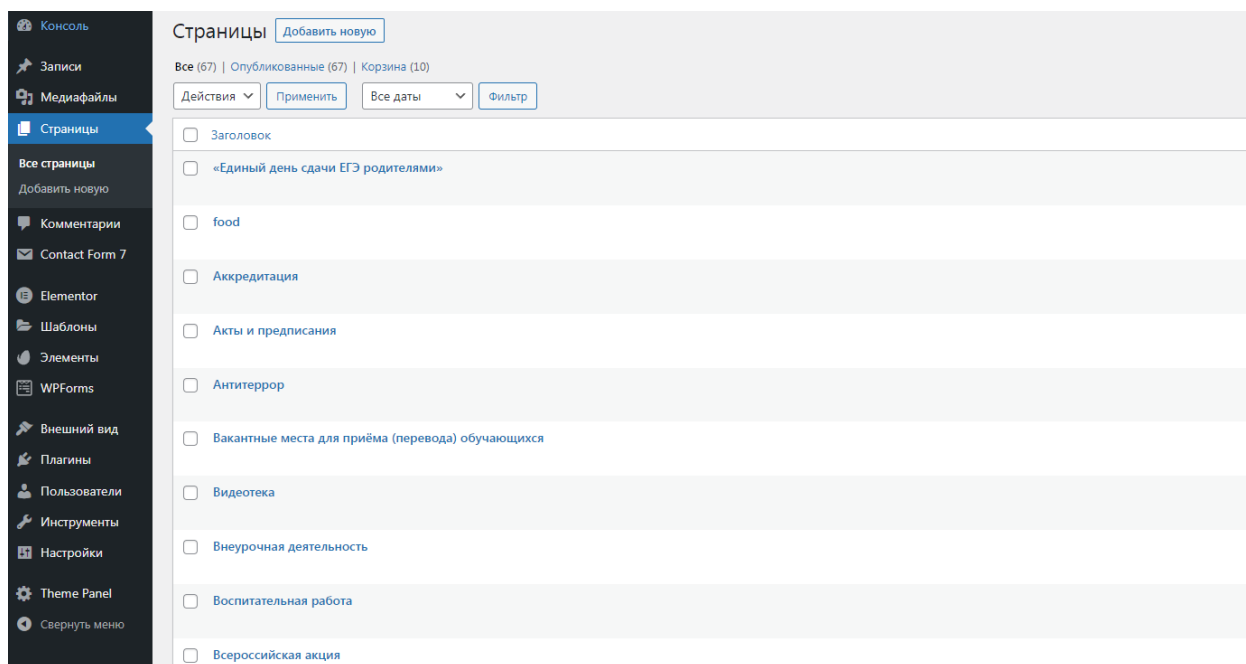 Консоль
Записи
Медиафайлы
Страницы
Все страницы
Добавить новую
Комментарии
Contact Form 7
Elementor
Шаблоны
Элементы
WPForms
Внешний вид
Плагины
Пользователи
Инструменты
Настройки
Theme Panel
Свернуть меню
Страницы Добавить новую
Все (67) | Опубликованные (67) | Корзина (10)
Действия Применить Все даты Фильтр
Заголовок
«Единый день сдачи ЕГЭ родителями»
food
Аккредитация
Акты и предписания
Антитеррор
Вакантные места для приёма (перевода) обучающихся
Видеотека
Внеурочная деятельность
Воспитательная работа
Всероссийская акция